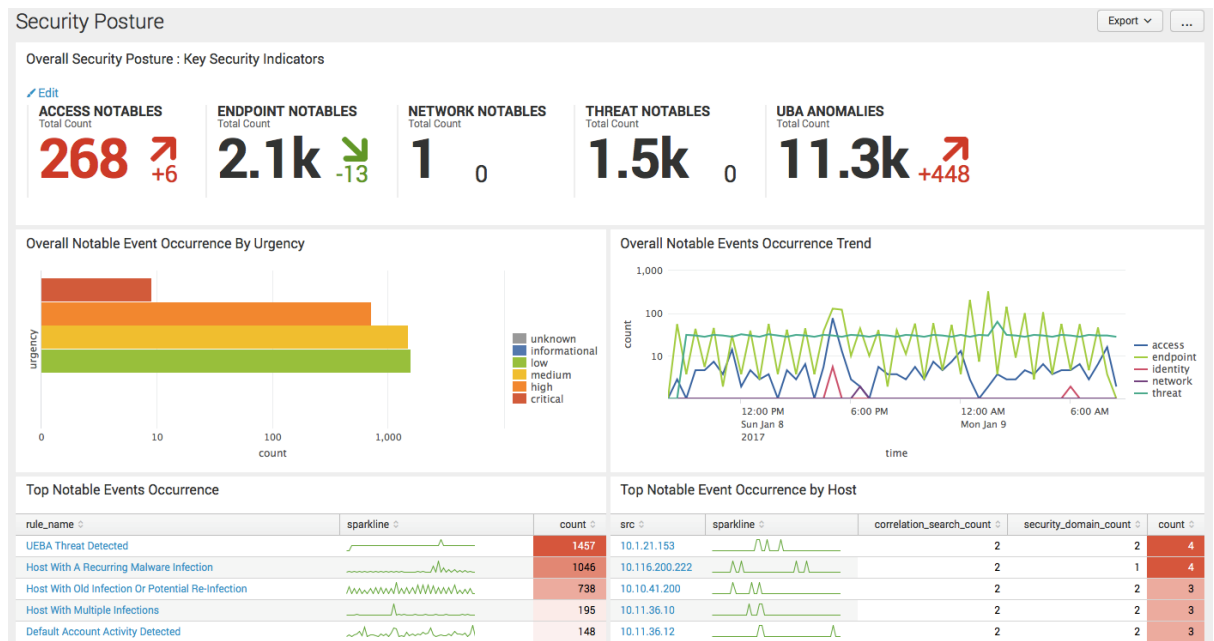 Security Posture
Export
...
Overall Security Posture : Key Security Indicators
Edit
ACCESS NOTABLES
Total Count
268
+6
ENDPOINT NOTABLES
Total Count
2.1k
-13
NETWORK NOTABLES
Total Count
1
0
THREAT NOTABLES
Total Count
1.5k
0
UBA ANOMALIES
Total Count
11.3k
+448
Overall Notable Event Occurrence By Urgency
urgency
0
10
100
1,000
count
unknown
informational
low
medium
high
critical
Overall Notable Events Occurrence Trend
1,000
100
10
count
12:00 PM
Sun Jan 8
2017
6:00 PM
12:00 AM
Mon Jan 9
6:00 AM
time
access
endpoint
identity
network
threat
Top Notable Events Occurrence
rule_name sparkline count
UEBA Threat Detected 1457
Host With A Recurring Malware Infection 1046
Host With Old Infection Or Potential Re-Infection 738
Host With Multiple Infections 195
Default Account Activity Detected 148
Top Notable Event Occurrence by Host
src sparkline correlation_search_count security_domain_count count
10.1.21.153 2 2 4
10.116.200.222 2 1 4
10.10.41.200 2 2 3
10.11.36.10 2 2 3
10.11.36.12 2 2 3